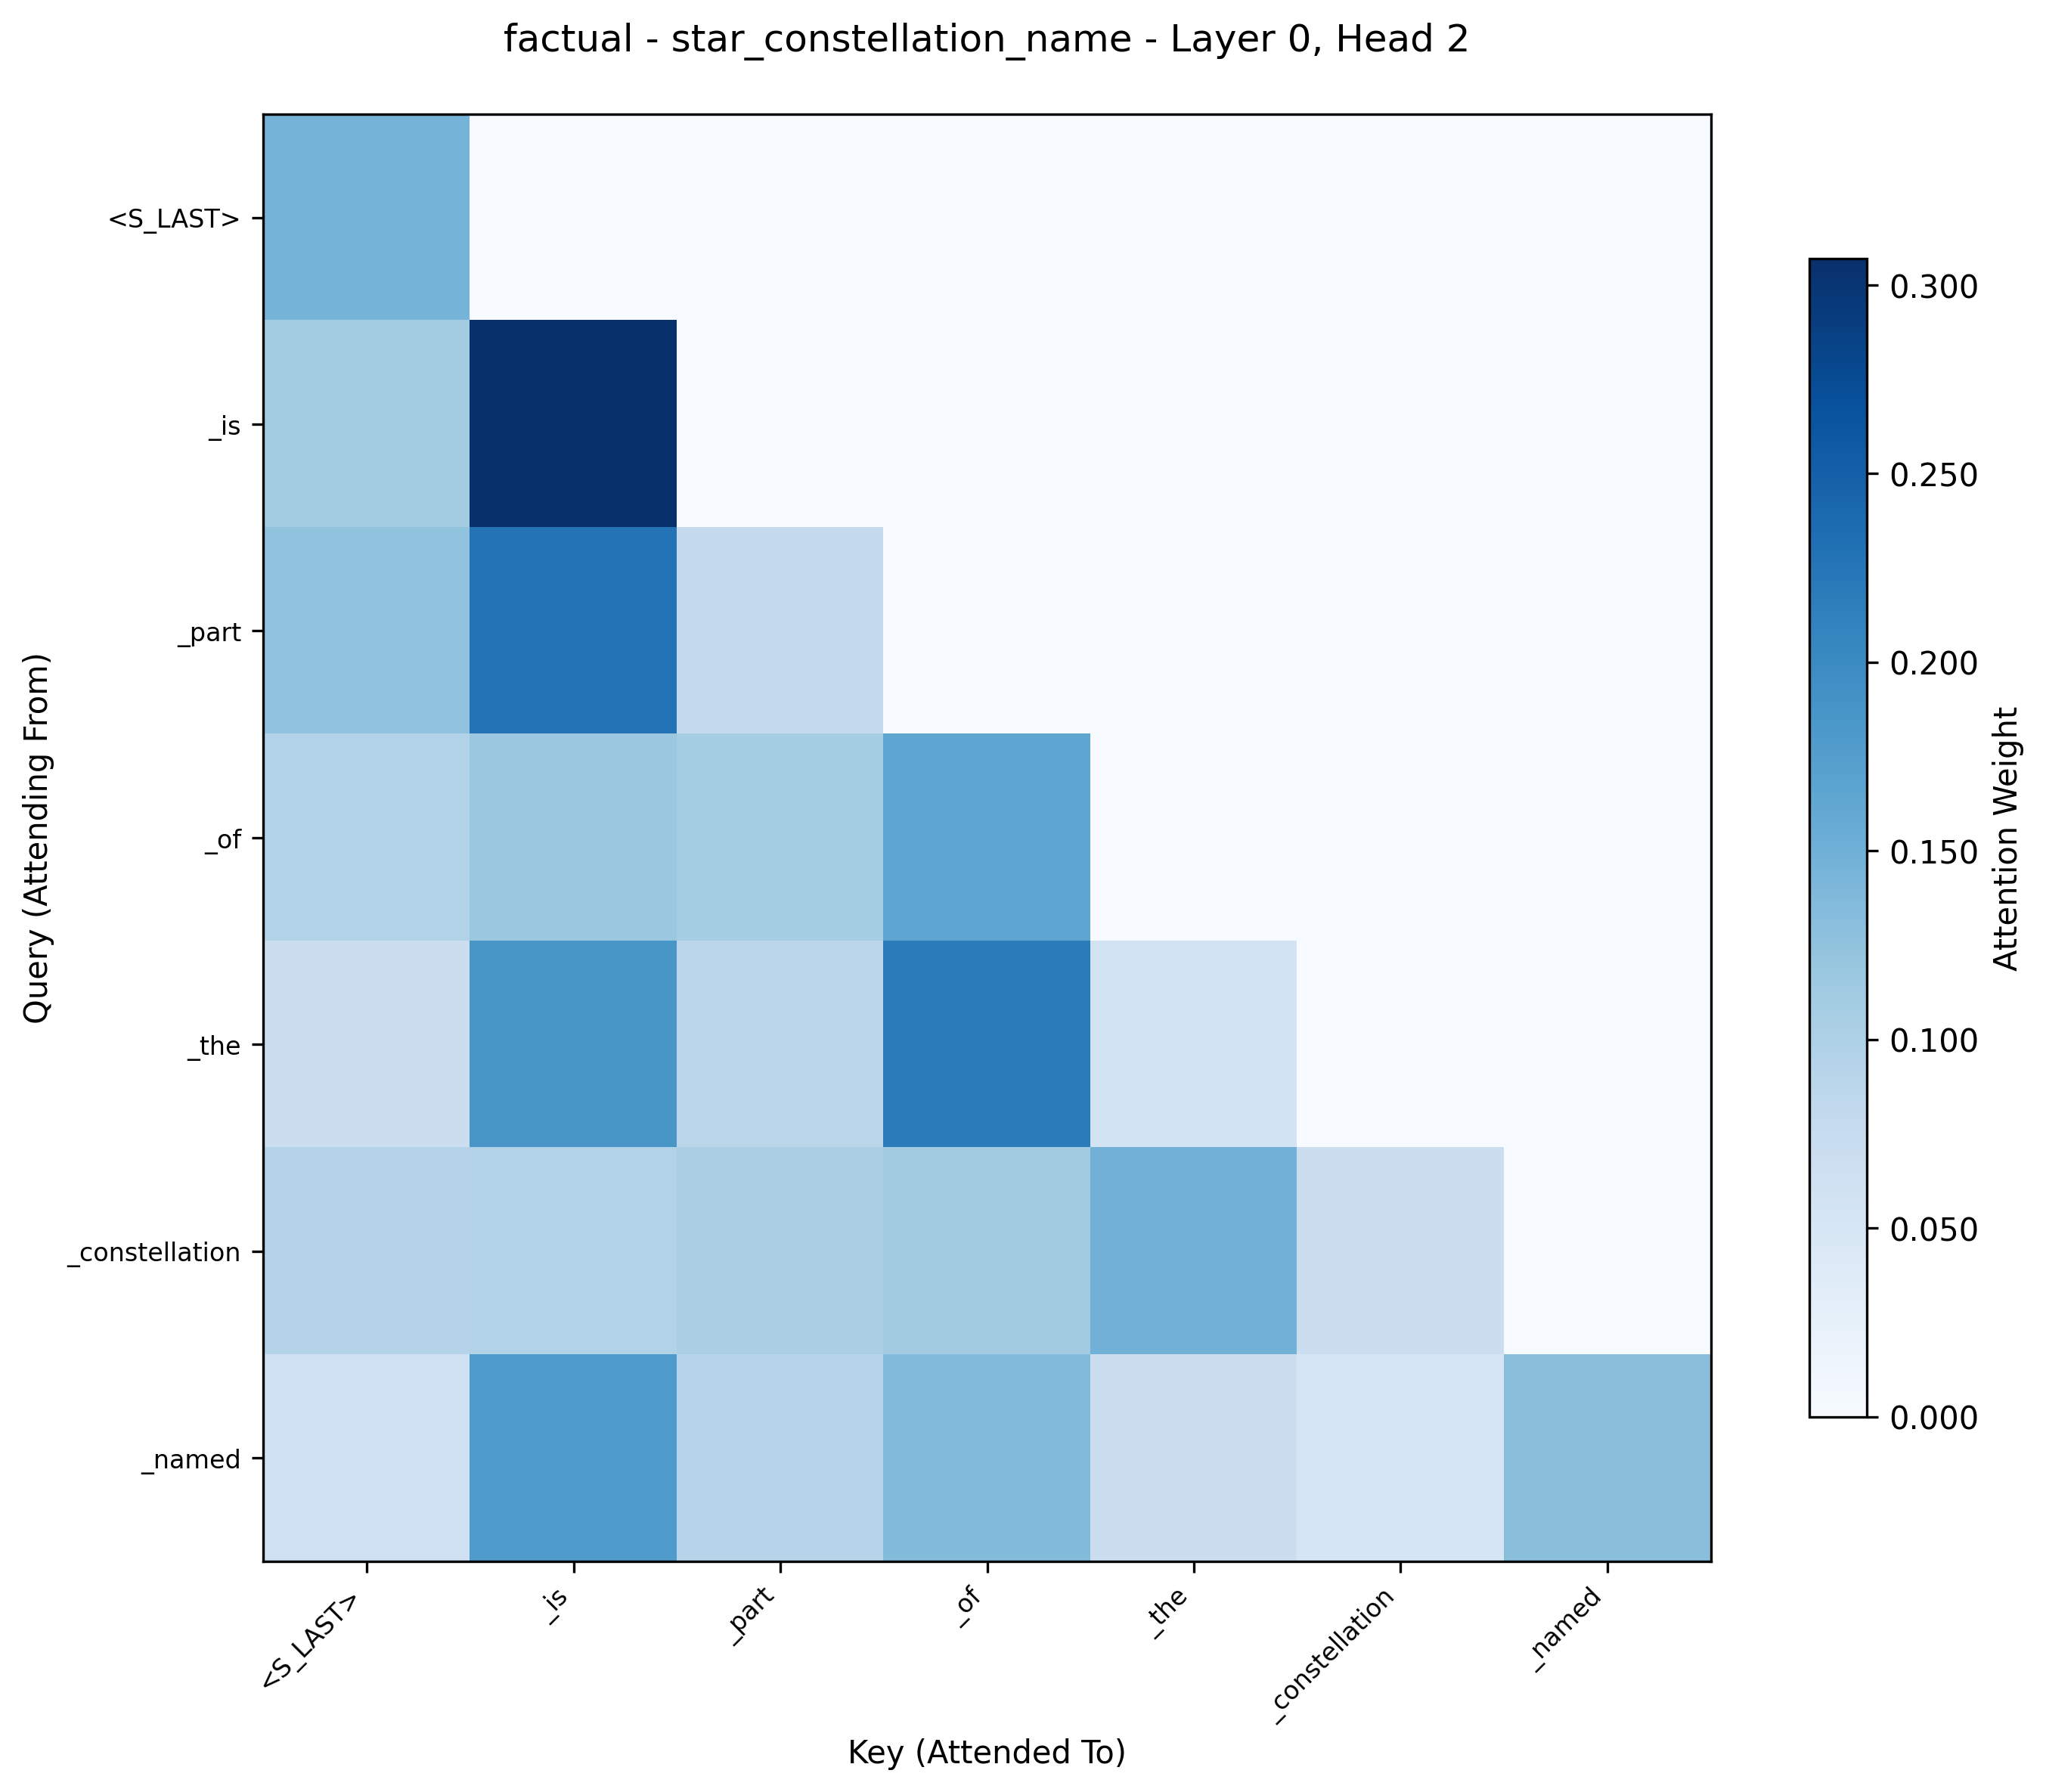 factual - star_constellation_name - Layer 0, Head 2
Query (Attending From)
<S_LAST>
_is
_part
_of
_the
_constellation
_named
<S_LAST>
_is
_part
_of
_the
_constellation
_named
Key (Attended To)
0.300
0.250
0.200
0.150
0.100
0.050
0.000
Attention Weight